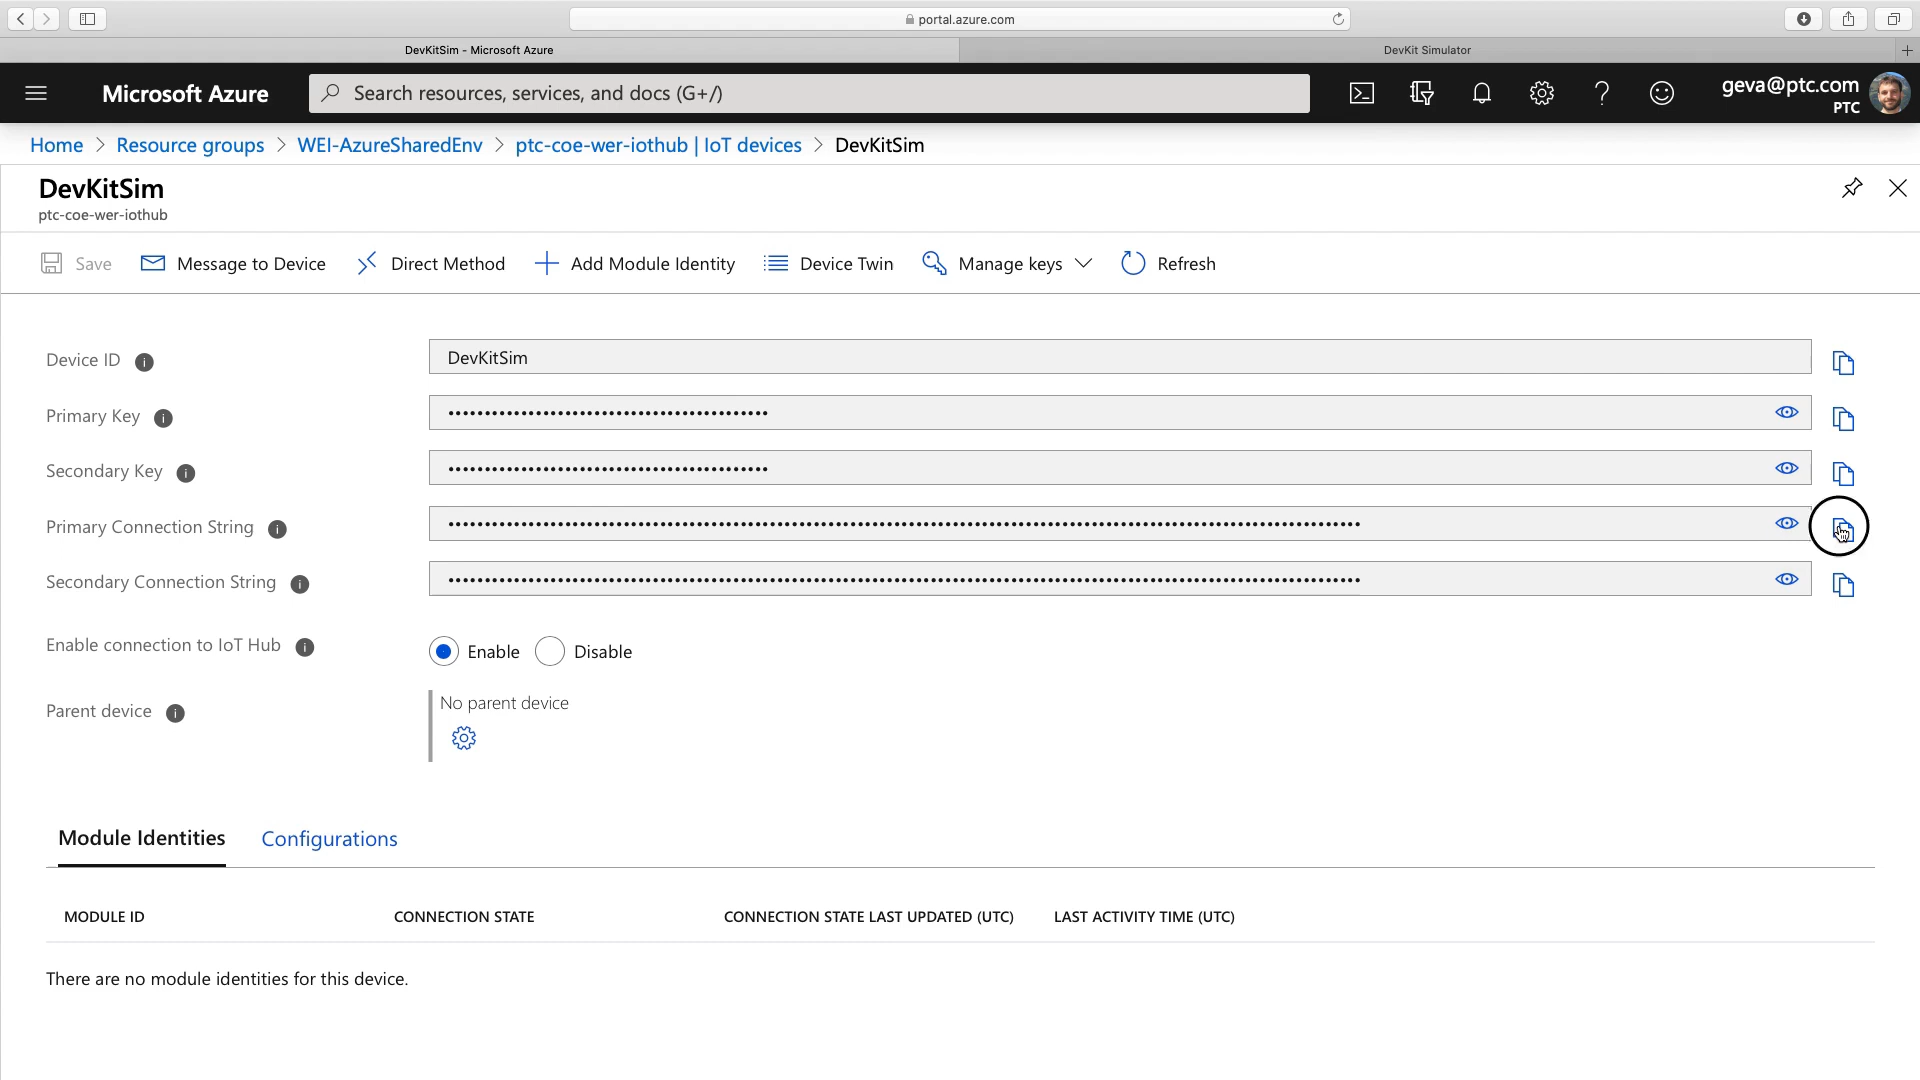 portal.azure.com
DevKitSim - Microsoft Azure
DevKit Simulator
Microsoft Azure
Search resources, services, and docs (G+/)
geva@ptc.com
PTC
Home > Resource groups > WEI-AzureSharedEnv > ptc-coe-wer-iothub | IoT devices > DevKitSim
DevKitSim
ptc-coe-wer-iothub
Save Message to Device Direct Method Add Module Identity Device Twin Manage keys Refresh
Device ID DevKitSim
Primary Key
Secondary Key
Primary Connection String
Secondary Connection String
Enable connection to IoT Hub Enable Disable
Parent device No parent device
Module Identities Configurations
MODULE ID CONNECTION STATE CONNECTION STATE LAST UPDATED (UTC) LAST ACTIVITY TIME (UTC)
There are no module identities for this device.